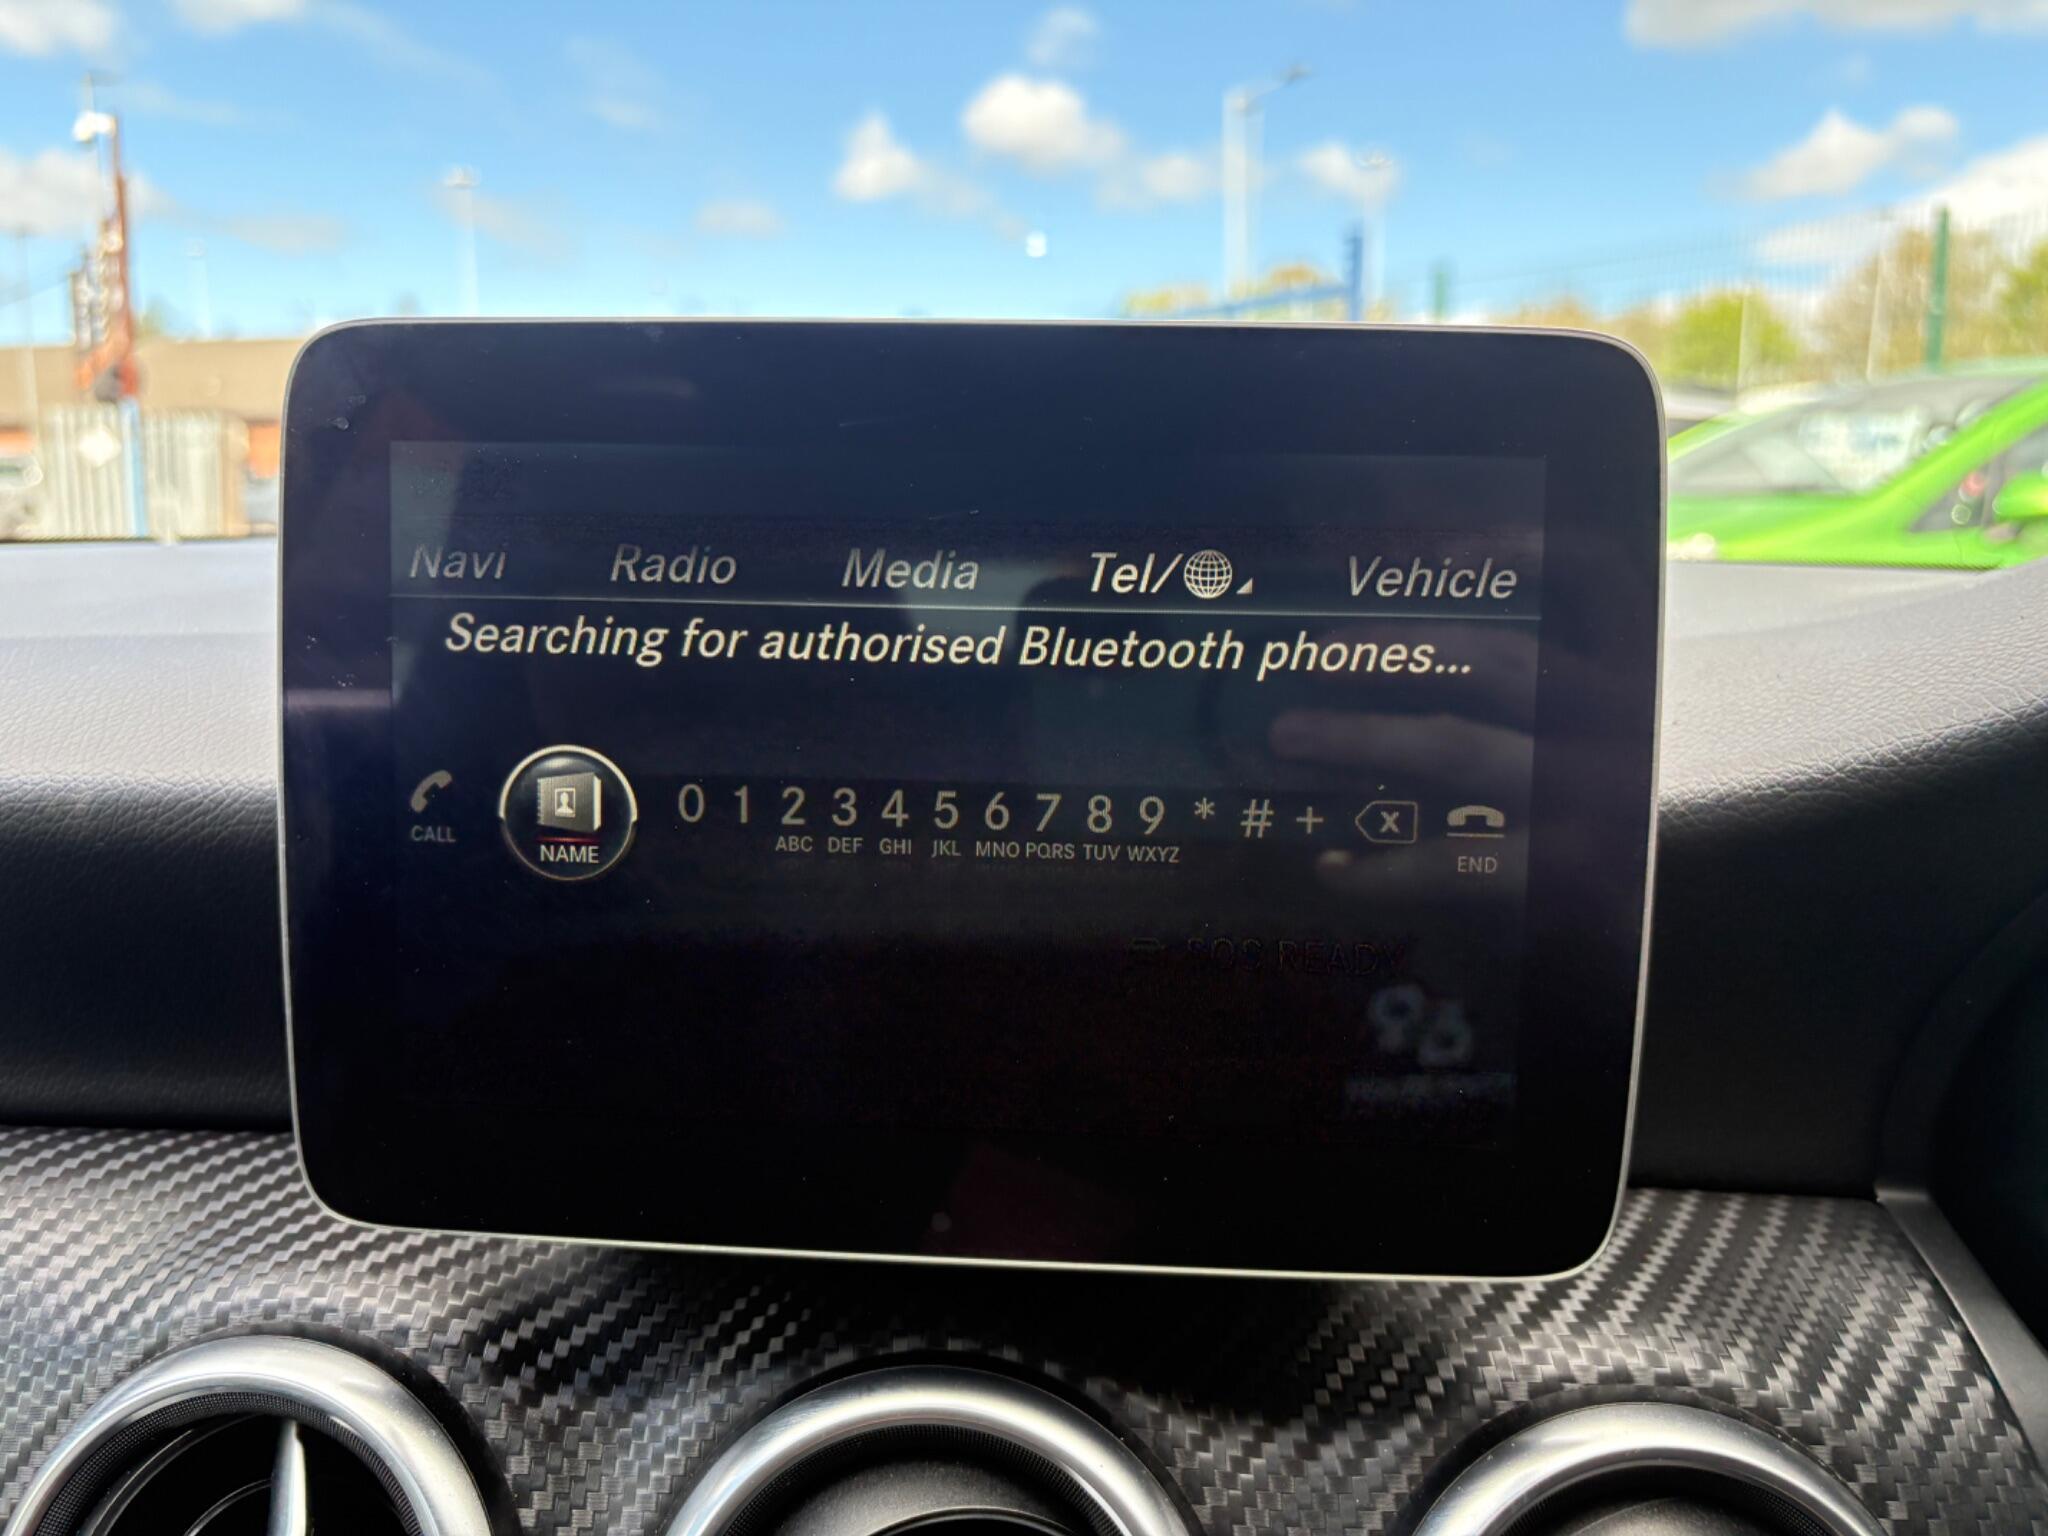 Navi Radio Media Tel/ Vehicle
Searching for authorised Bluetooth phones...
0 1 2 3 4 5 6 7 8 9 * # + X
CALL NAME ABC DEF GHI JKL MNO PQRS TUV WXYZ END
SOS READY